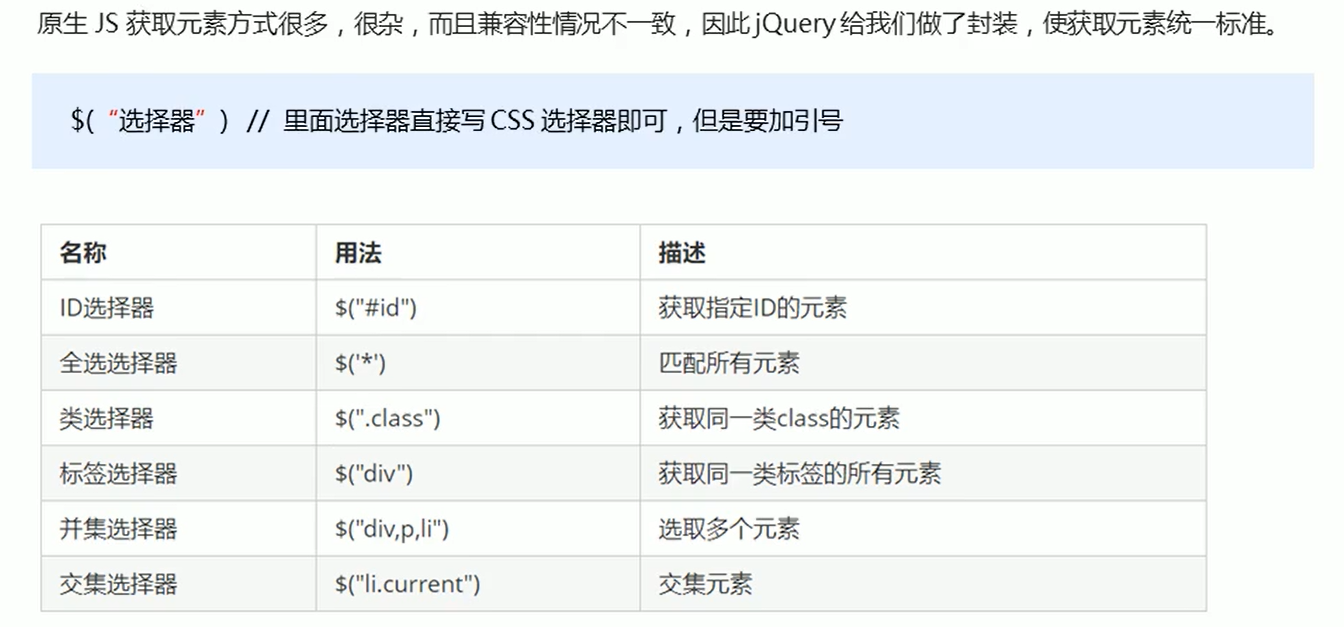 原生 JS 获取元素方式很多，很杂，而且兼容性情况不一致，因此jQuery 给我们做了封装，使获取元素统一标准。
$(“选择器”) // 里面选择器直接写 CSS 选择器即可，但是要加引号
名称 用法 描述
ID选择器 $("#id") 获取指定ID的元素
全选选择器 $('*') 匹配所有元素
类选择器 $(".class") 获取同一类class的元素
标签选择器 $("div") 获取同一类标签的所有元素
并集选择器 $("div,p,li") 选取多个元素
交集选择器 $("li.current") 交集元素